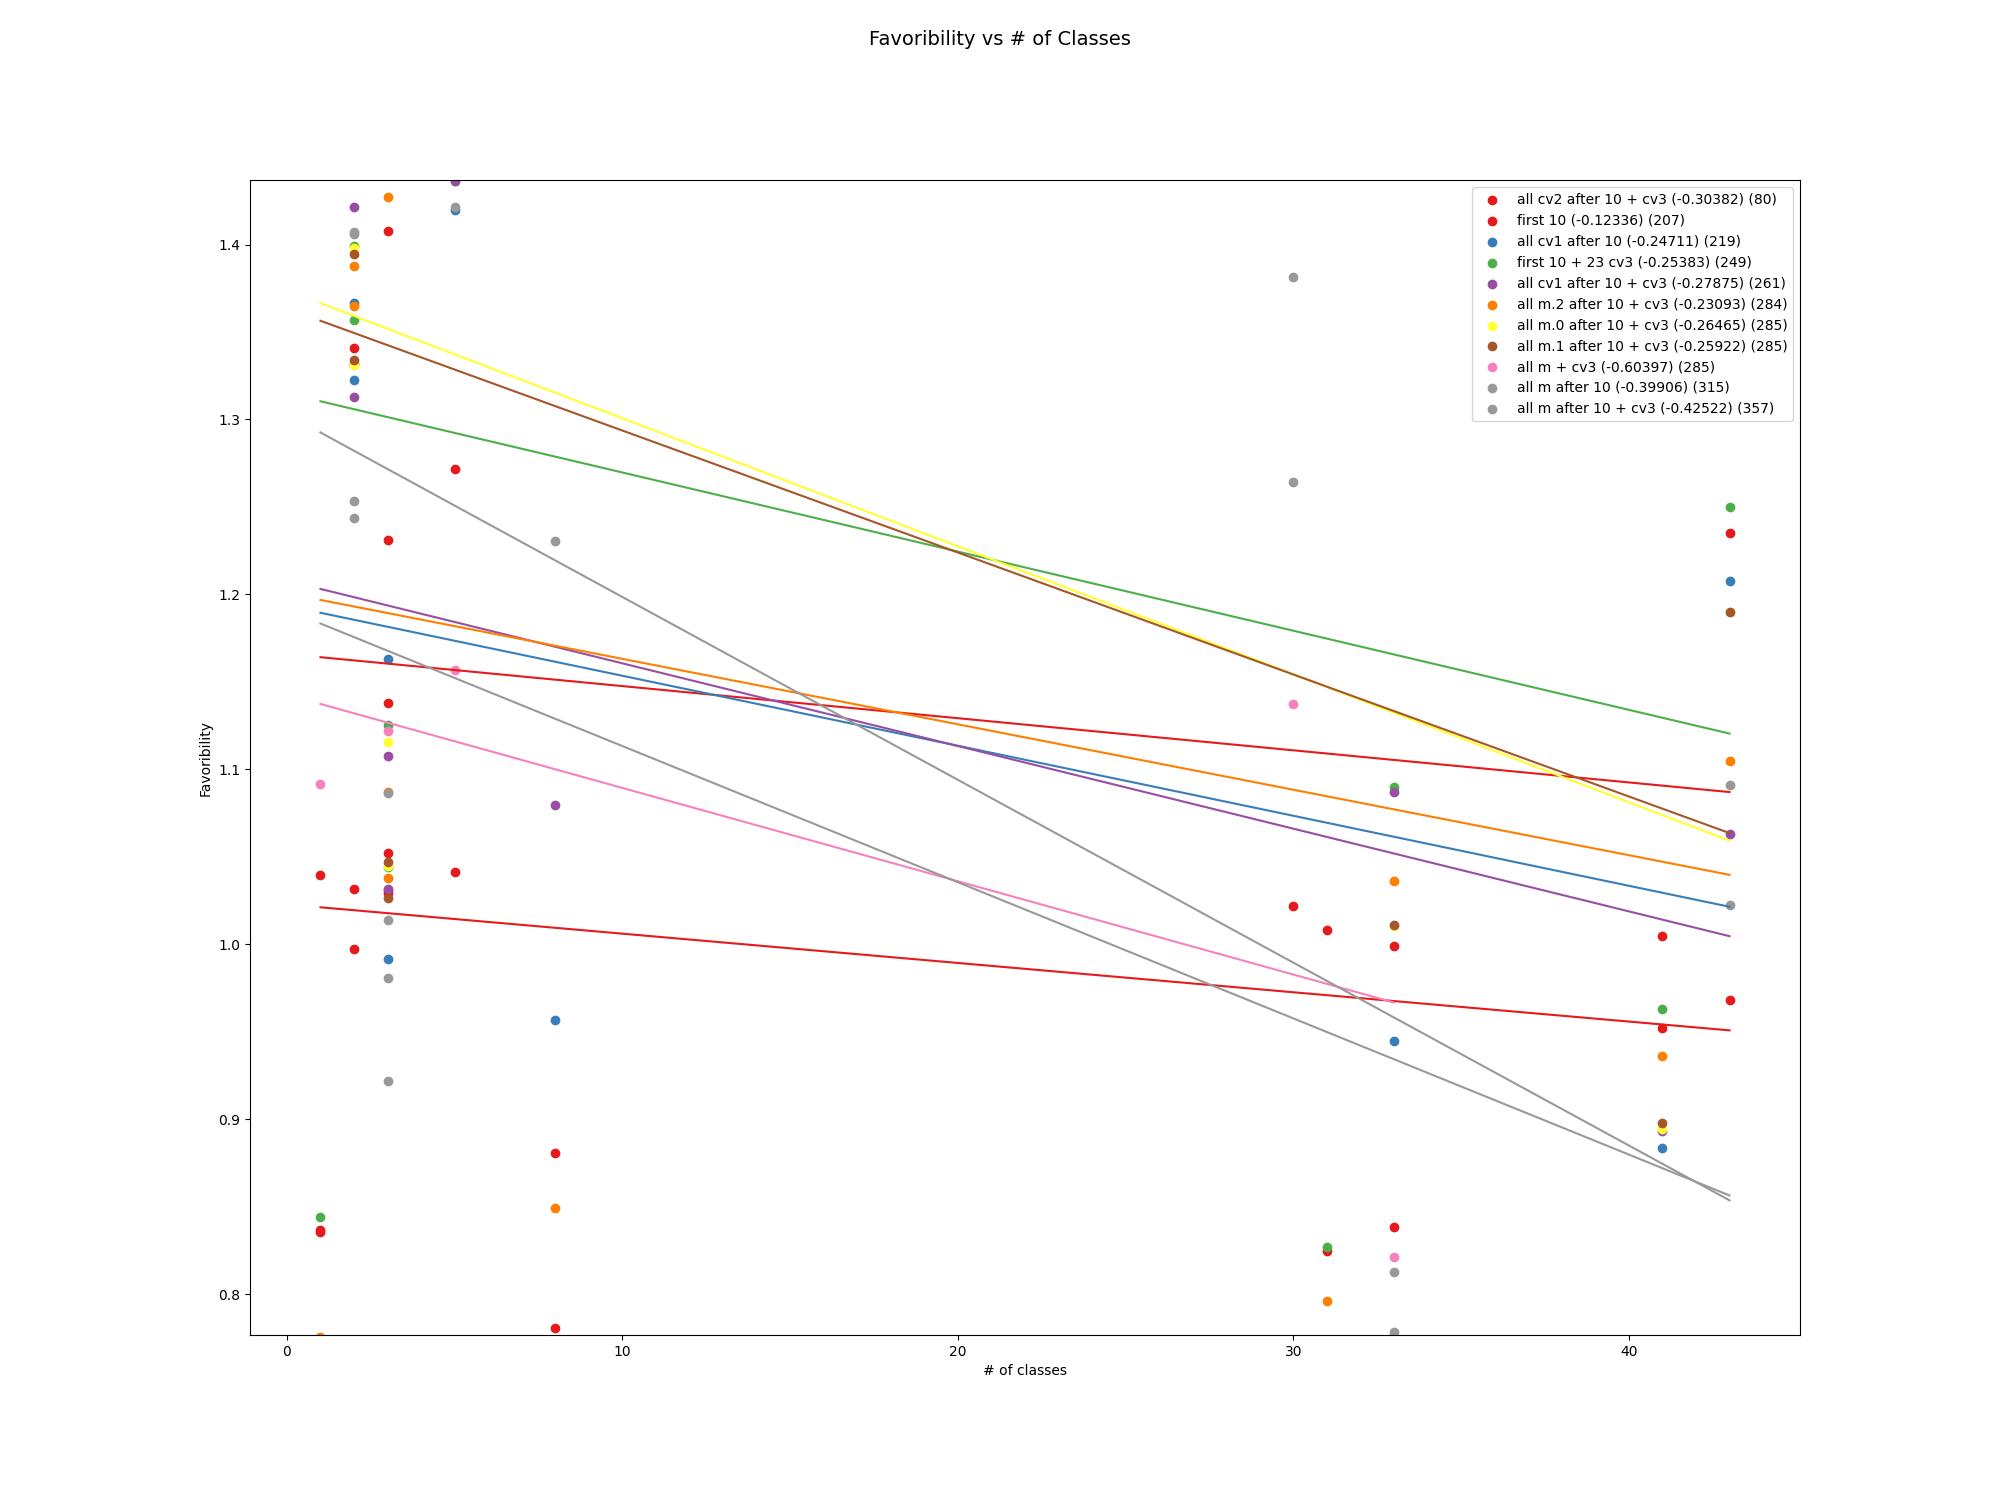 Favoribility vs # of Classes
all cv2 after 10 + cv3 (-0.30382) (80)
first 10 (-0.12336) (207)
all cv1 after 10 (-0.24711) (219)
first 10 + 23 cv3 (-0.25383) (249)
all cv1 after 10 + cv3 (-0.27875) (261)
all m.2 after 10 + cv3 (-0.23093) (284)
all m.0 after 10 + cv3 (-0.26465) (285)
all m.1 after 10 + cv3 (-0.25922) (285)
all m + cv3 (-0.60397) (285)
all m after 10 (-0.39906) (315)
all m after 10 + cv3 (-0.42522) (357)
1.4
1.3
1.2
1.1
1.0
0.9
0.8
Favoribility
0 10 20 30 40
# of classes